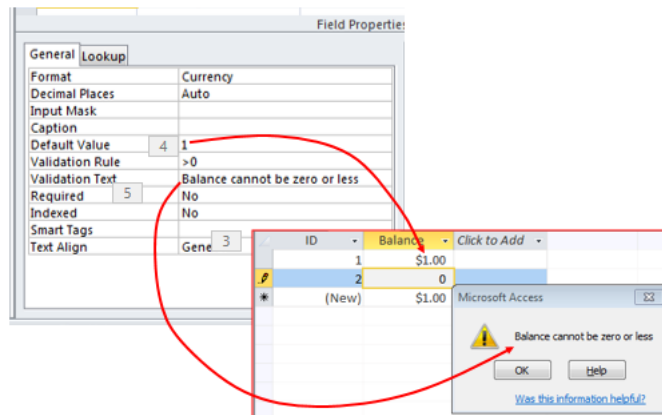 Field Properties
General Lookup
Format Currency
Decimal Places Auto
Input Mask
Caption
Default Value 4 1
Validation Rule >0
Validation Text Balance cannot be zero or less
Required 5 No
Indexed No
Smart Tags
Text Align Gene 3
ID Balance Click to Add
1 $1.00
2 0
(New) $1.00
Microsoft Access
Balance cannot be zero or less
OK Help
Was this information helpful?